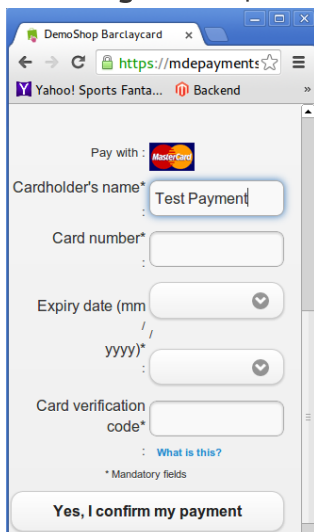 DemoShop Barclaycard
https://mdepayments
Yahoo! Sports Fanta... Backend »
Pay with : MasterCard
Cardholder's name* Test Payment
:
Card number*
:
Expiry date (mm
/ /
yyyy)*
:
Card verification
code*
: What is this?
* Mandatory fields
Yes, I confirm my payment